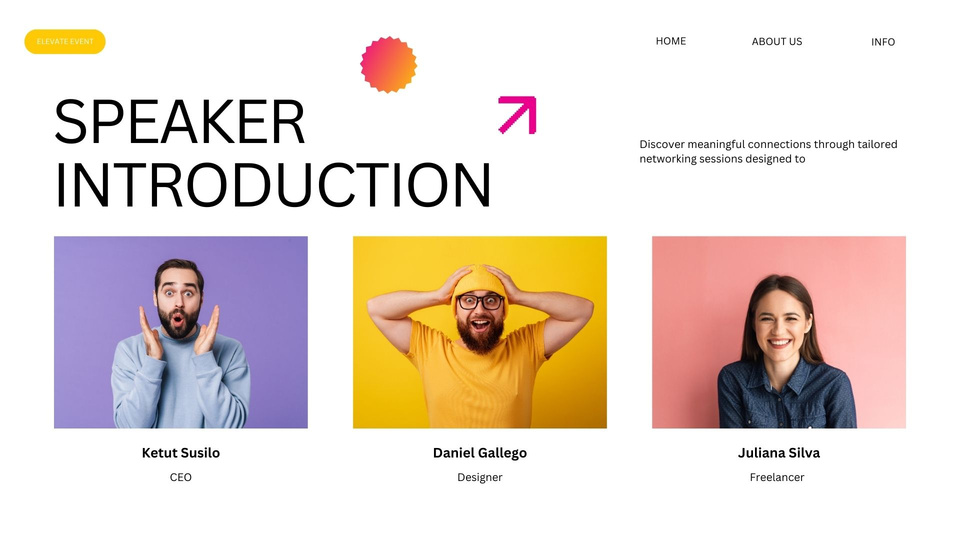 ELEVATE EVENT
HOME
ABOUT US
INFO
SPEAKER
INTRODUCTION
Discover meaningful connections through tailored
networking sessions designed to
Ketut Susilo
CEO
Daniel Gallego
Designer
Juliana Silva
Freelancer